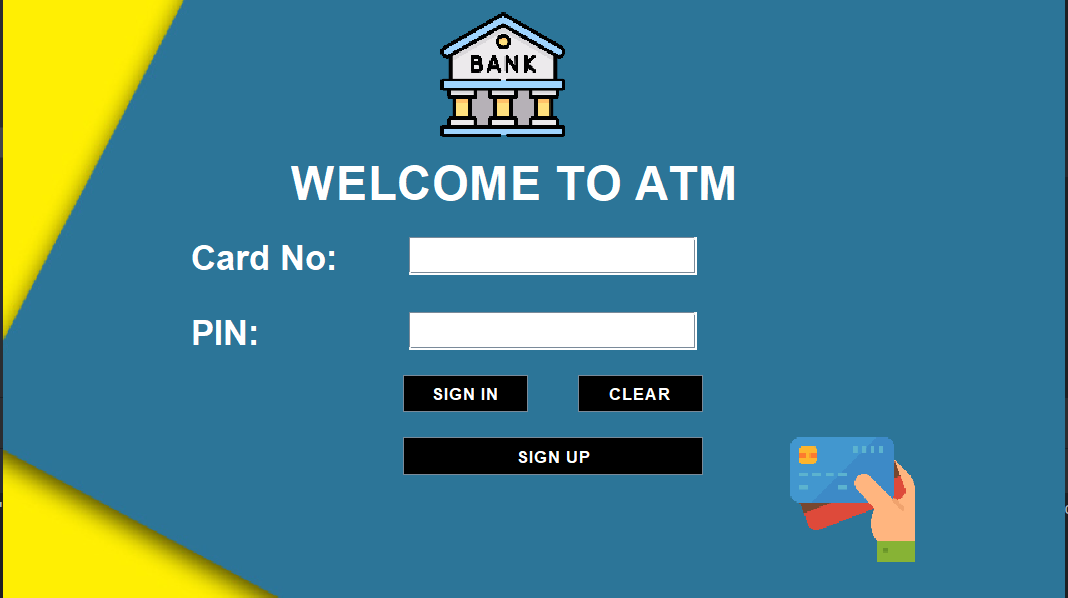 BANK
WELCOME TO ATM
Card No:
PIN:
SIGN IN CLEAR
SIGN UP